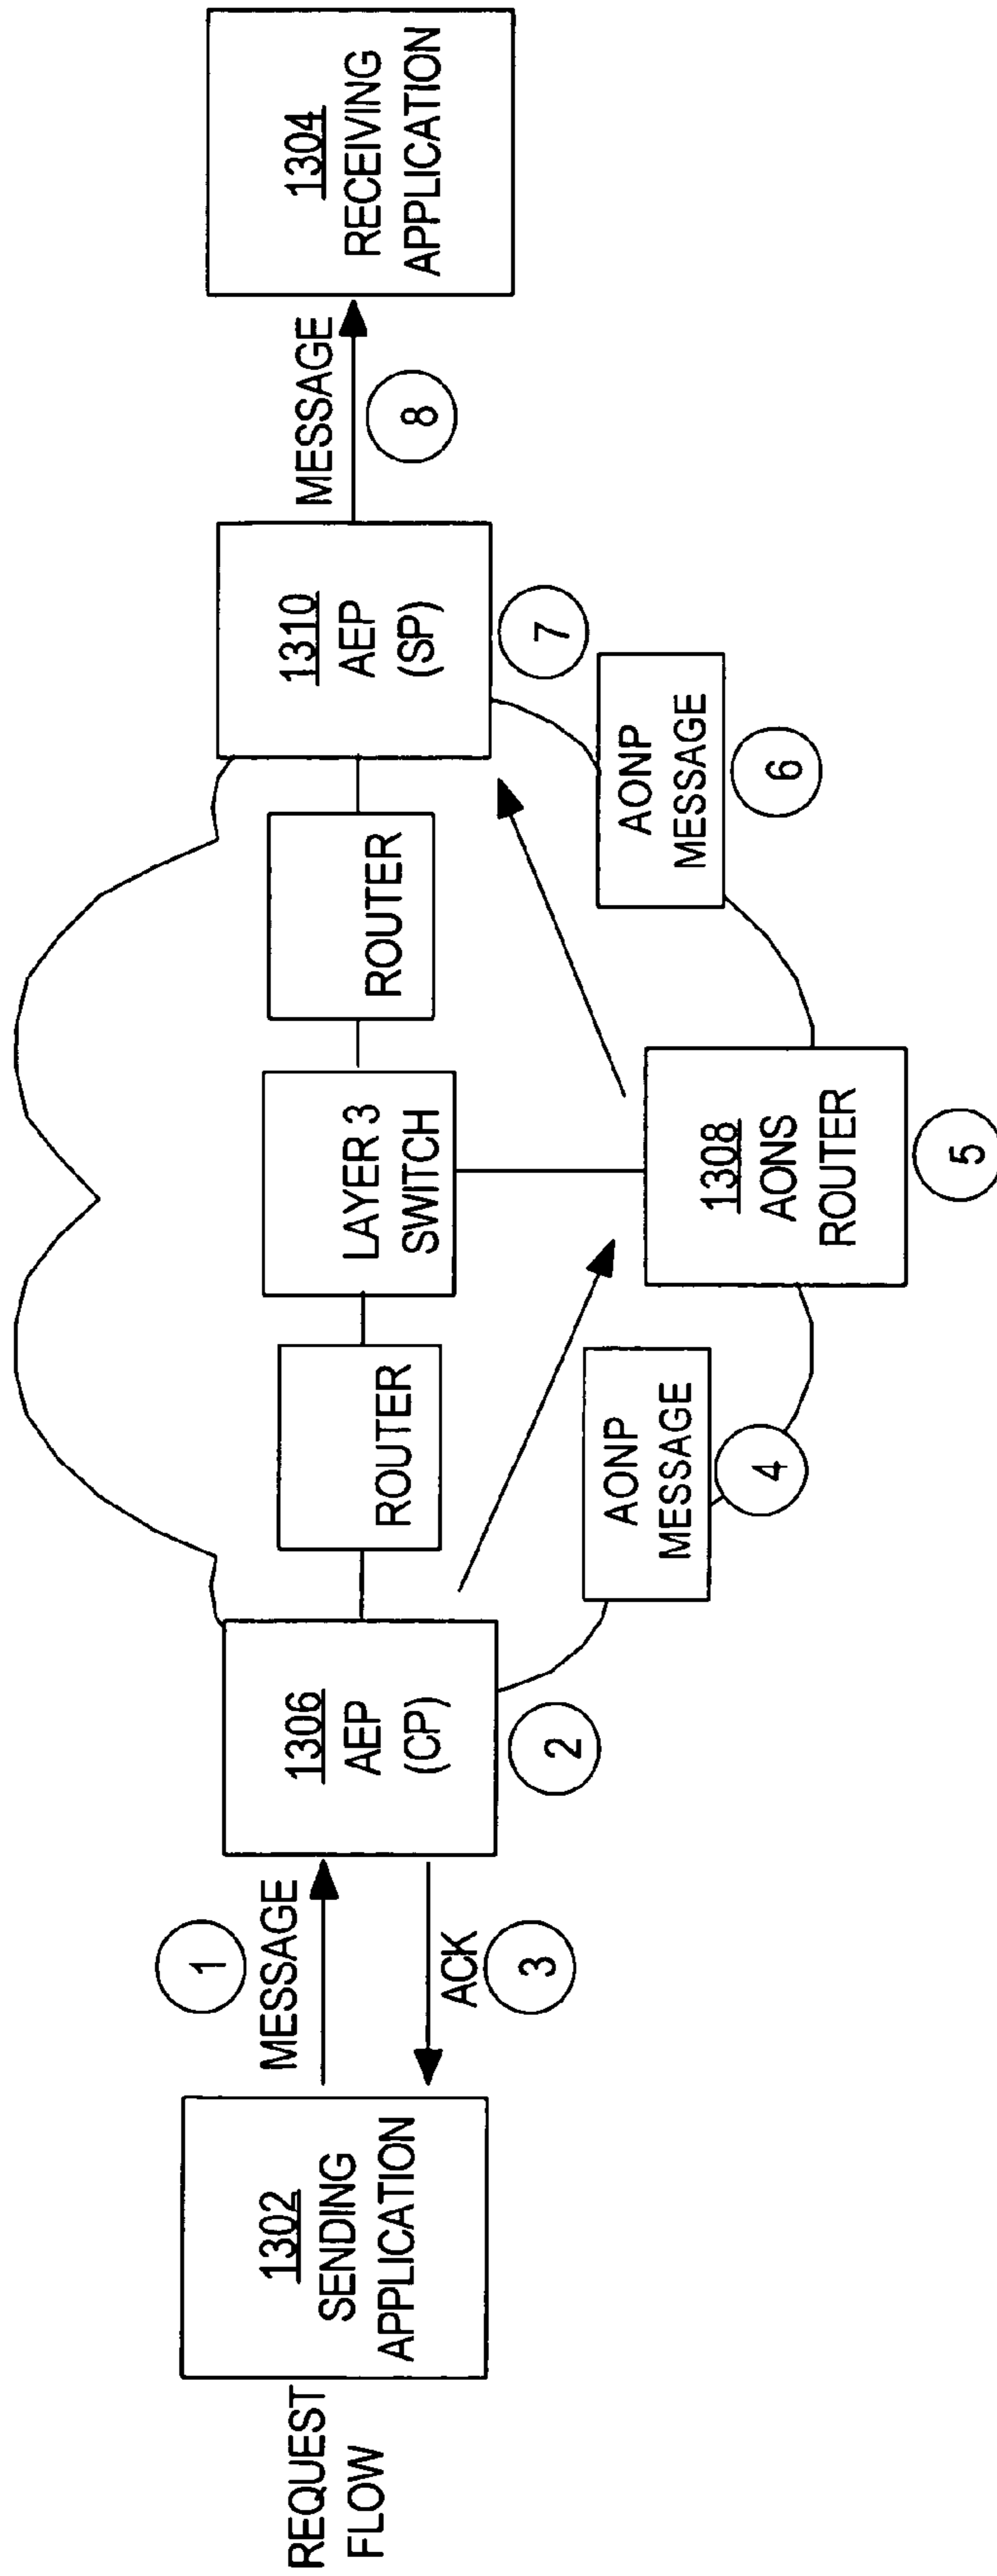 REQUEST
FLOW
1302
SENDING
APPLICATION
1
MESSAGE
ACK
3
1306
AEP
(CP)
2
ROUTER
AONP
MESSAGE
4
LAYER 3
SWITCH
1308
AONS
ROUTER
5
ROUTER
AONP
MESSAGE
6
1310
AEP
(SP)
7
MESSAGE
8
1304
RECEIVING
APPLICATION